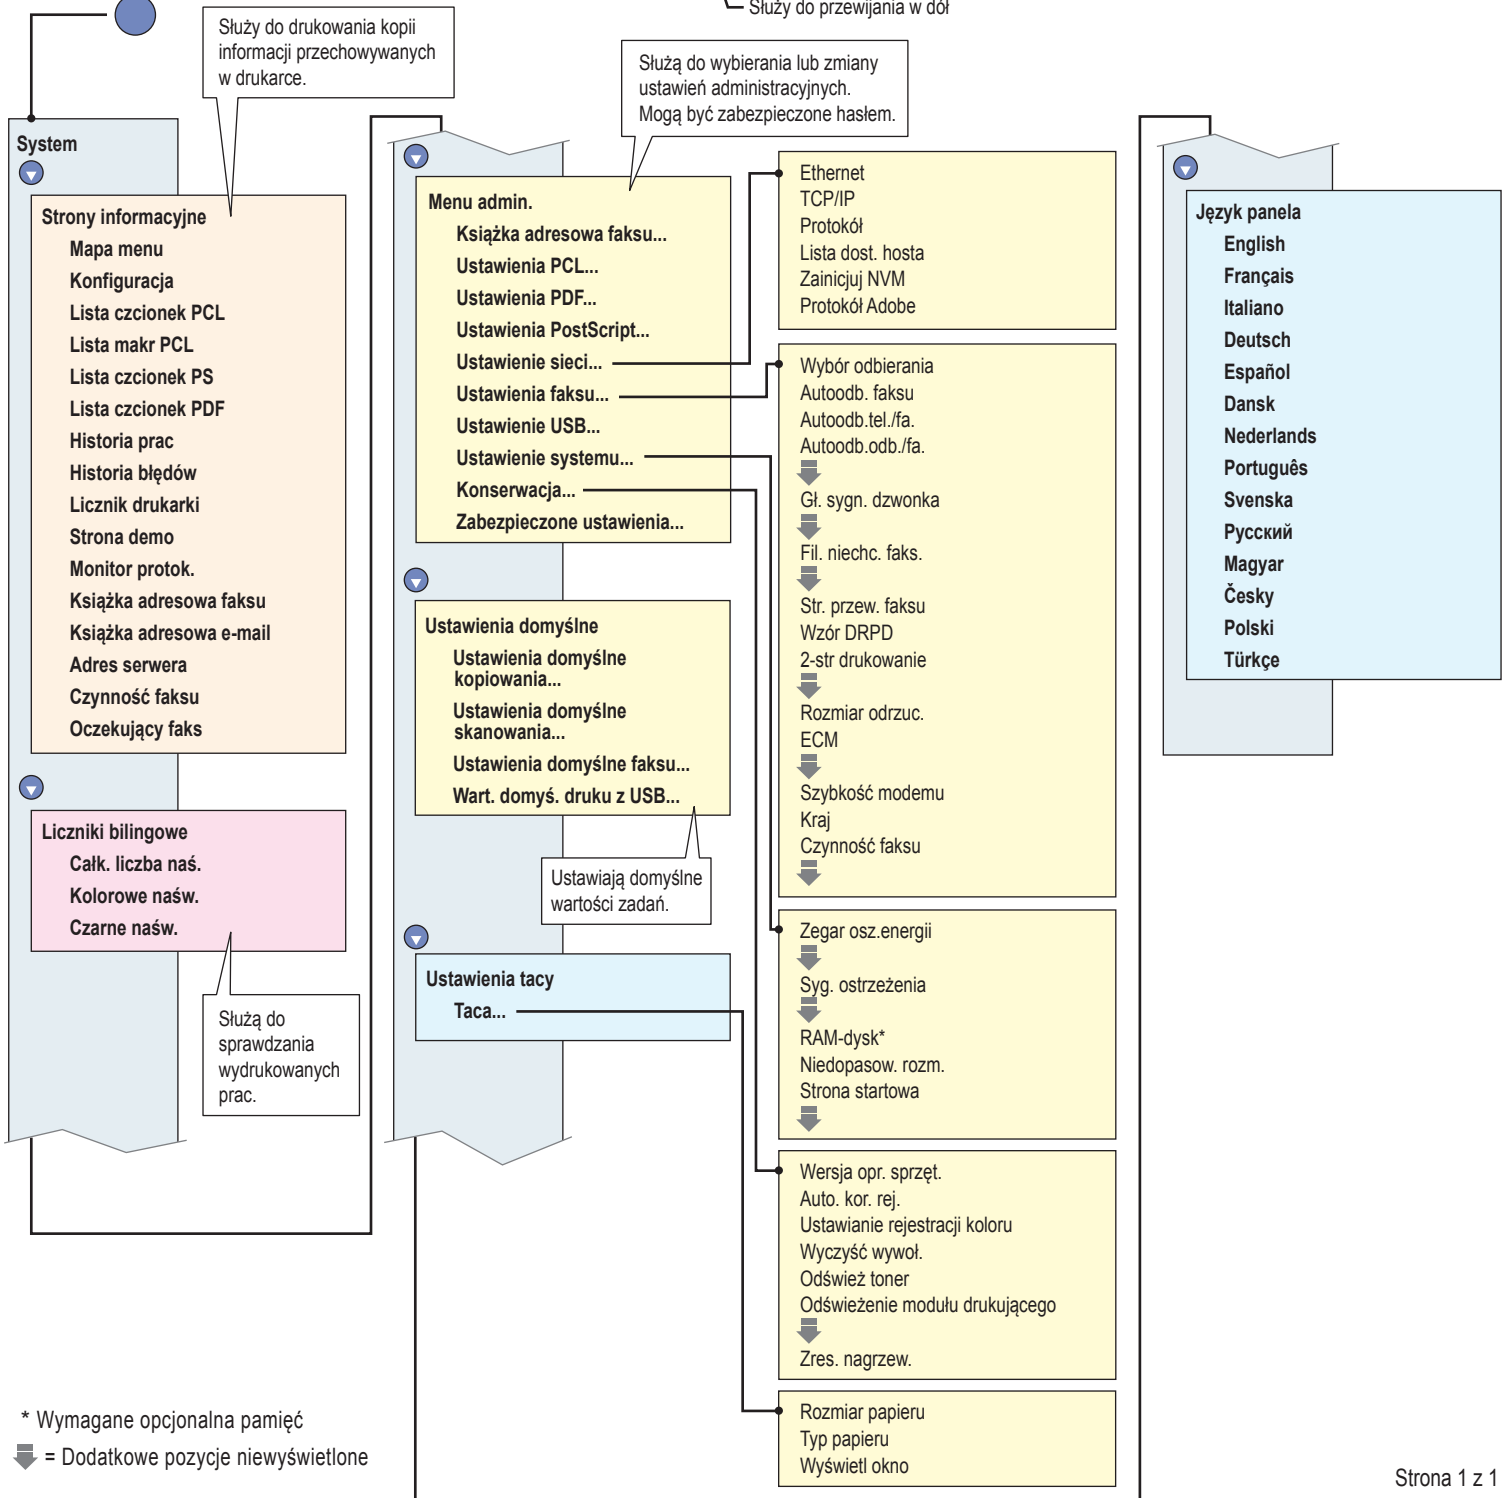 Służy do przewijania w dół
Służy do drukowania kopii
informacji przechowywanych
w drukarce.
System
Strony informacyjne
Mapa menu
Konfiguracja
Lista czcionek PCL
Lista makr PCL
Lista czcionek PS
Lista czcionek PDF
Historia prac
Historia błędów
Licznik drukarki
Strona demo
Monitor protok.
Książka adresowa faksu
Książka adresowa e-mail
Adres serwera
Czynność faksu
Oczekujący faks
Liczniki bilingowe
Całk. liczba naś.
Kolorowe naśw.
Czarne naśw.
Służą do
sprawdzania
wydrukowanych
prac.
Służą do wybierania lub zmiany
ustawień administracyjnych.
Mogą być zabezpieczone hasłem.
Menu admin.
Książka adresowa faksu...
Ustawienia PCL...
Ustawienia PDF...
Ustawienia PostScript...
Ustawienie sieci...
Ustawienia faksu...
Ustawienie USB...
Ustawienie systemu...
Konserwacja...
Zabezpieczone ustawienia...
Ustawienia domyślne
Ustawienia domyślne
kopiowania...
Ustawienia domyślne
skanowania...
Ustawienia domyślne faksu...
Wart. domyś. druku z USB...
Ustawiają domyślne
wartości zadań.
Ustawienia tacy
Taca...
Ethernet
TCP/IP
Protokół
Lista dost. hosta
Zainicjuj NVM
Protokół Adobe
Wybór odbierania
Autoodb. faksu
Autoodb.tel./fa.
Autoodb.odb./fa.
Gł. sygn. dzwonka
Fil. niechc. faks.
Str. przew. faksu
Wzór DRPD
2-str drukowanie
Rozmiar odrzuc.
ECM
Szybkość modemu
Kraj
Czynność faksu
Zegar osz.energii
Syg. ostrzeżenia
RAM-dysk*
Niedopasow. rozm.
Strona startowa
Wersja opr. sprzęt.
Auto. kor. rej.
Ustawianie rejestracji koloru
Wyczyść wywoł.
Odśwież toner
Odświeżenie modułu drukującego
Zres. nagrzew.
Rozmiar papieru
Typ papieru
Wyświetl okno
Język panela
English
Français
Italiano
Deutsch
Español
Dansk
Nederlands
Português
Svenska
Русский
Magyar
Česky
Polski
Türkçe
* Wymagane opcjonalna pamięć
= Dodatkowe pozycje niewyświetlone
Strona 1 z 1